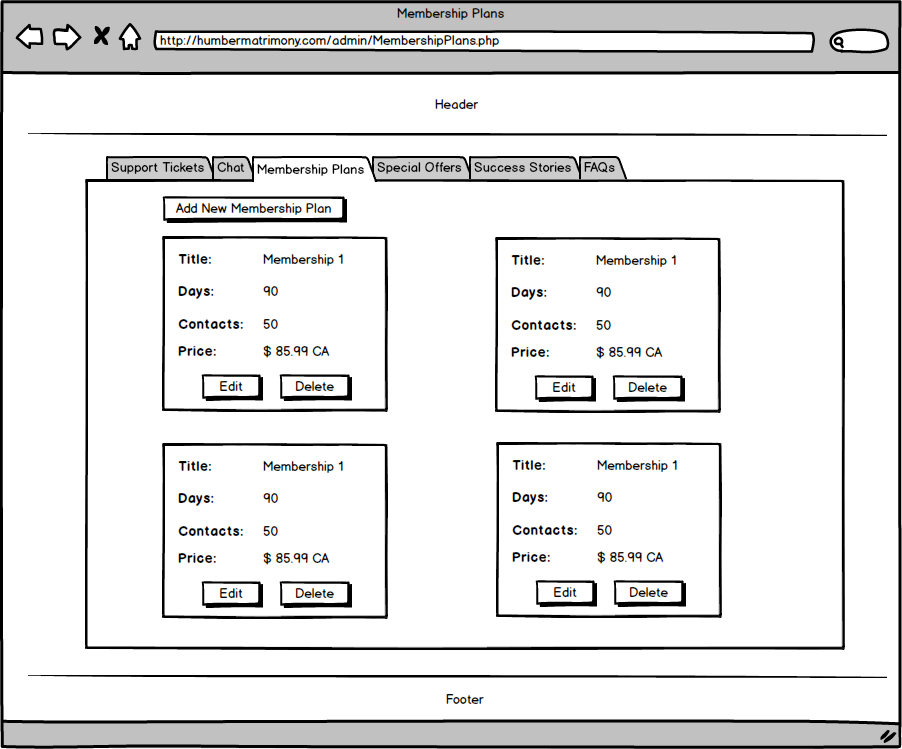 Membership Plans
http://humbermatrimony.com/admin/MembershipPlans.php
Header
Support Tickets Chat Membership Plans Special Offers Success Stories FAQs
Add New Membership Plan
Title: Membership 1
Days: 90
Contacts: 50
Price: $ 85.99 CA
Edit Delete
Title: Membership 1
Days: 90
Contacts: 50
Price: $ 85.99 CA
Edit Delete
Title: Membership 1
Days: 90
Contacts: 50
Price: $ 85.99 CA
Edit Delete
Title: Membership 1
Days: 90
Contacts: 50
Price: $ 85.99 CA
Edit Delete
Footer